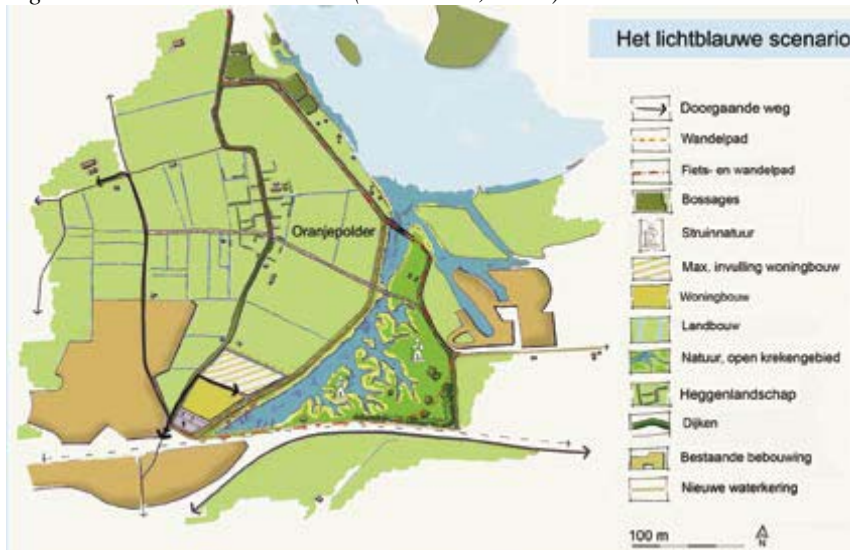 Het lichtblauwe scenario
Doorgaande weg
Wandelpad
Fiets- en wandelpad
Bossages
Struinnatuur
Max. invulling woningbouw
Woningbouw
Landbouw
Natuur, open krekengebied
Heggenlandschap
Dijken
Bestaande bebouwing
Nieuwe waterkering
100 m
N
Oranjepolder